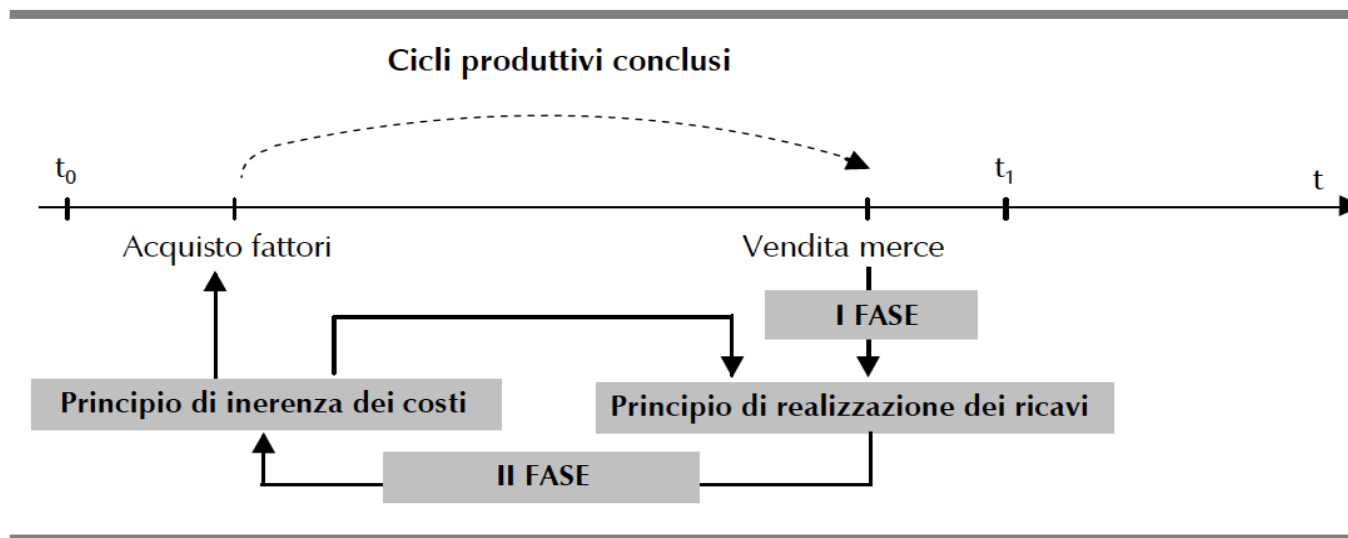 Cicli produttivi conclusi
t₀
t₁
t
Acquisto fattori
Vendita merce
I FASE
Principio di inerenza dei costi
Principio di realizzazione dei ricavi
II FASE